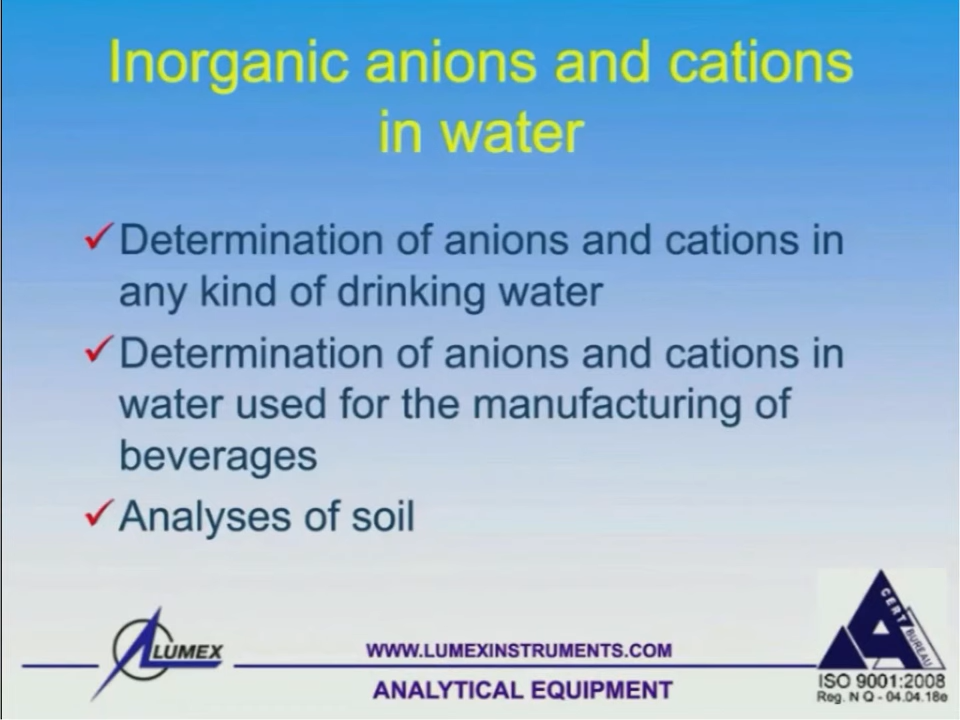 Inorganic anions and cations
in water
Determination of anions and cations in
any kind of drinking water
Determination of anions and cations in
water used for the manufacturing of
beverages
Analyses of soil
LUMEX
WWW.LUMEXINSTRUMENTS.COM
ANALYTICAL EQUIPMENT
CERT
BUREAU
ISO 9001:2008
Reg. N Q - 04.04.18e